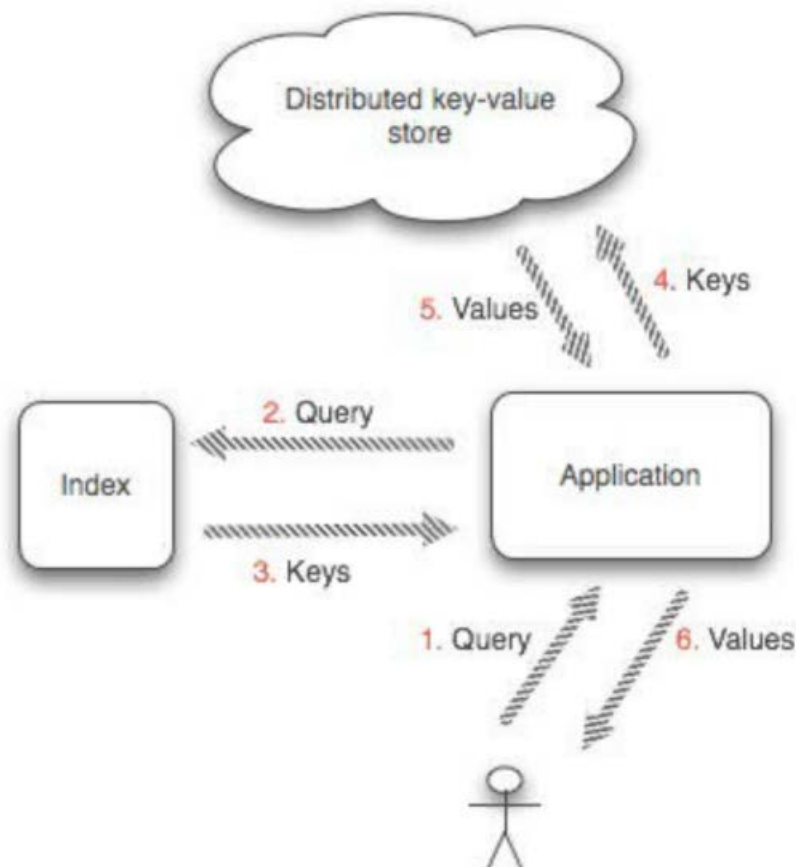 Distributed key-value
store
4. Keys
5. Values
2. Query
Index
Application
3. Keys
1. Query
6. Values